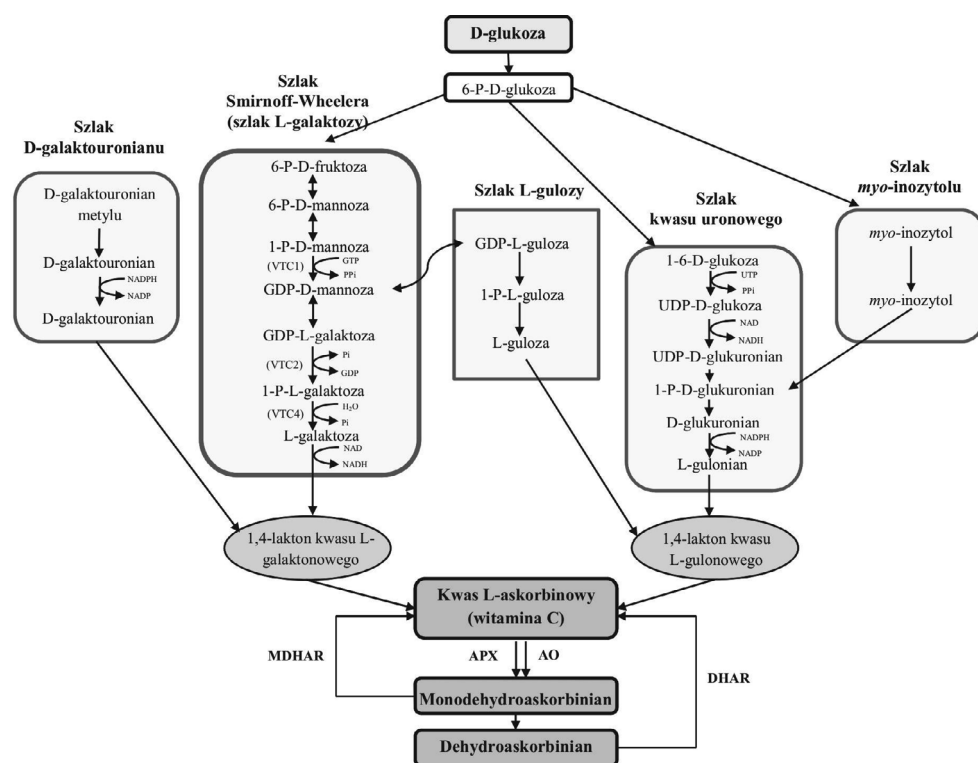 D-glukoza
6-P-D-glukoza
Szlak
D-galaktouronianu
D-galaktouronian
metylu
D-galaktouronian
NADPH
NADP
D-galaktouronian
Szlak
Smirnoff-Wheelera
(szlak L-galaktozy)
6-P-D-fruktoza
6-P-D-mannoza
1-P-D-mannoza
(VTC1)
GTP
PPi
GDP-D-mannoza
GDP-L-galaktoza
(VTC2)
Pi
GDP
1-P-L-galaktoza
(VTC4)
H₂O
Pi
L-galaktoza
NAD
NADH
Szlak L-gulozy
GDP-L-guloza
1-P-L-guloza
L-guloza
Szlak
kwasu uronowego
1-6-D-glukoza
UTP
PPi
UDP-D-glukoza
NAD
NADH
UDP-D-glukuronian
1-P-D-glukuronian
D-glukuronian
NADPH
NADP
L-gulonian
Szlak
myo-inozytolu
myo-inozytol
myo-inozytol
1,4-lakton kwasu L-
galaktonowego
1,4-lakton kwasu
L-gulonowego
Kwas L-askorbinowy
(witamina C)
MDHAR
APX
AO
DHAR
Monodehydroaskorbinian
Dehydroaskorbinian